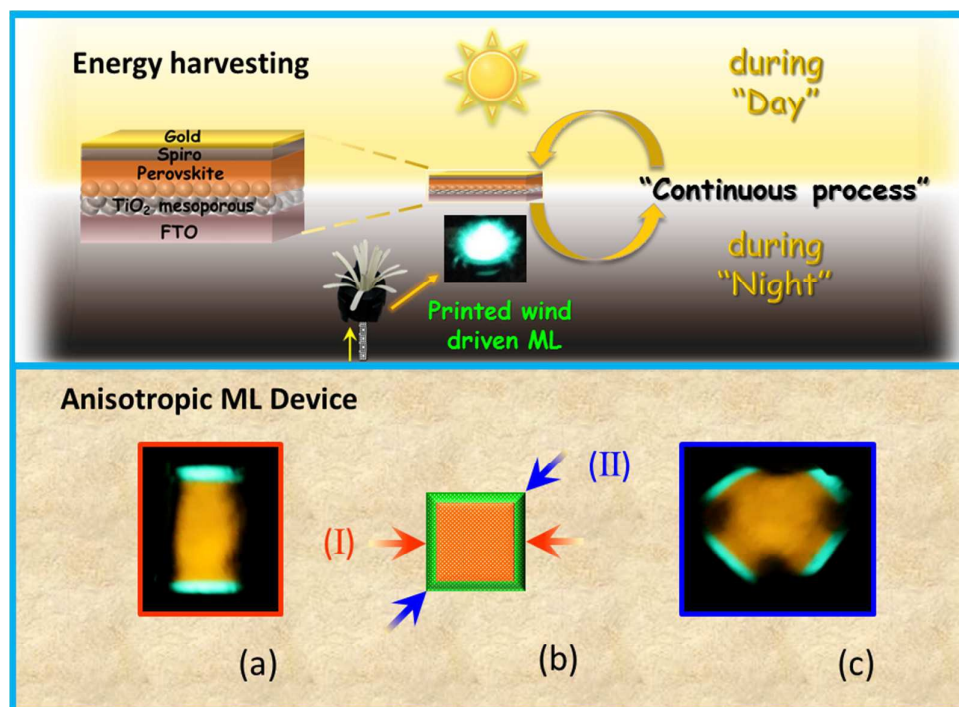 Energy harvesting
during
"Day"
Gold
Spiro
Perovskite
TiO₂ mesoporous
FTO
"Continuous process"
during
"Night"
Printed wind
driven ML
Anisotropic ML Device
(I)
(II)
(a)
(b)
(c)